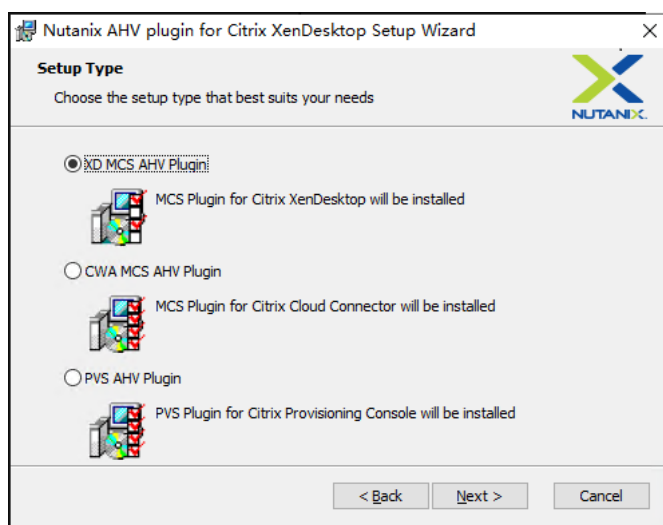 Nutanix AHV plugin for Citrix XenDesktop Setup Wizard
Setup Type
Choose the setup type that best suits your needs
NUTANIX.
XD MCS AHV Plugin
MCS Plugin for Citrix XenDesktop will be installed
CWA MCS AHV Plugin
MCS Plugin for Citrix Cloud Connector will be installed
PVS AHV Plugin
PVS Plugin for Citrix Provisioning Console will be installed
< Back Next > Cancel